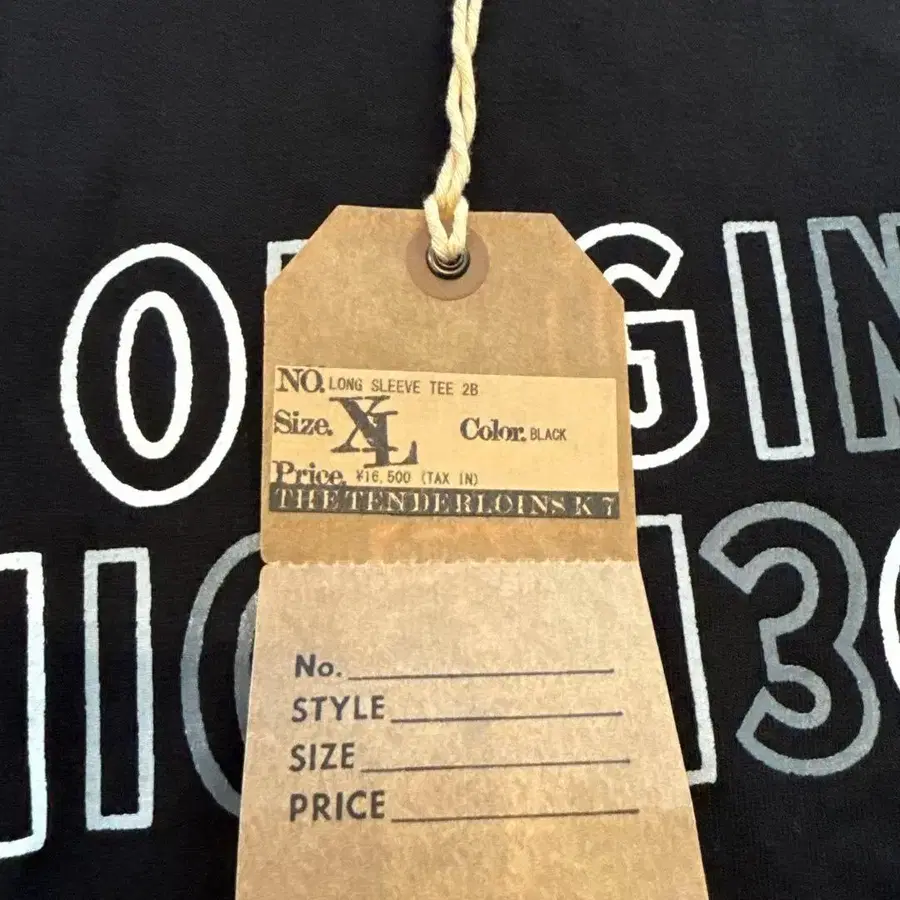 NO. LONG SLEEVE TEE 2B
Size. XL Color. BLACK
Price. ¥16,500 (TAX IN)
THE TENDERLOINS K 7
No.
STYLE
SIZE
PRICE